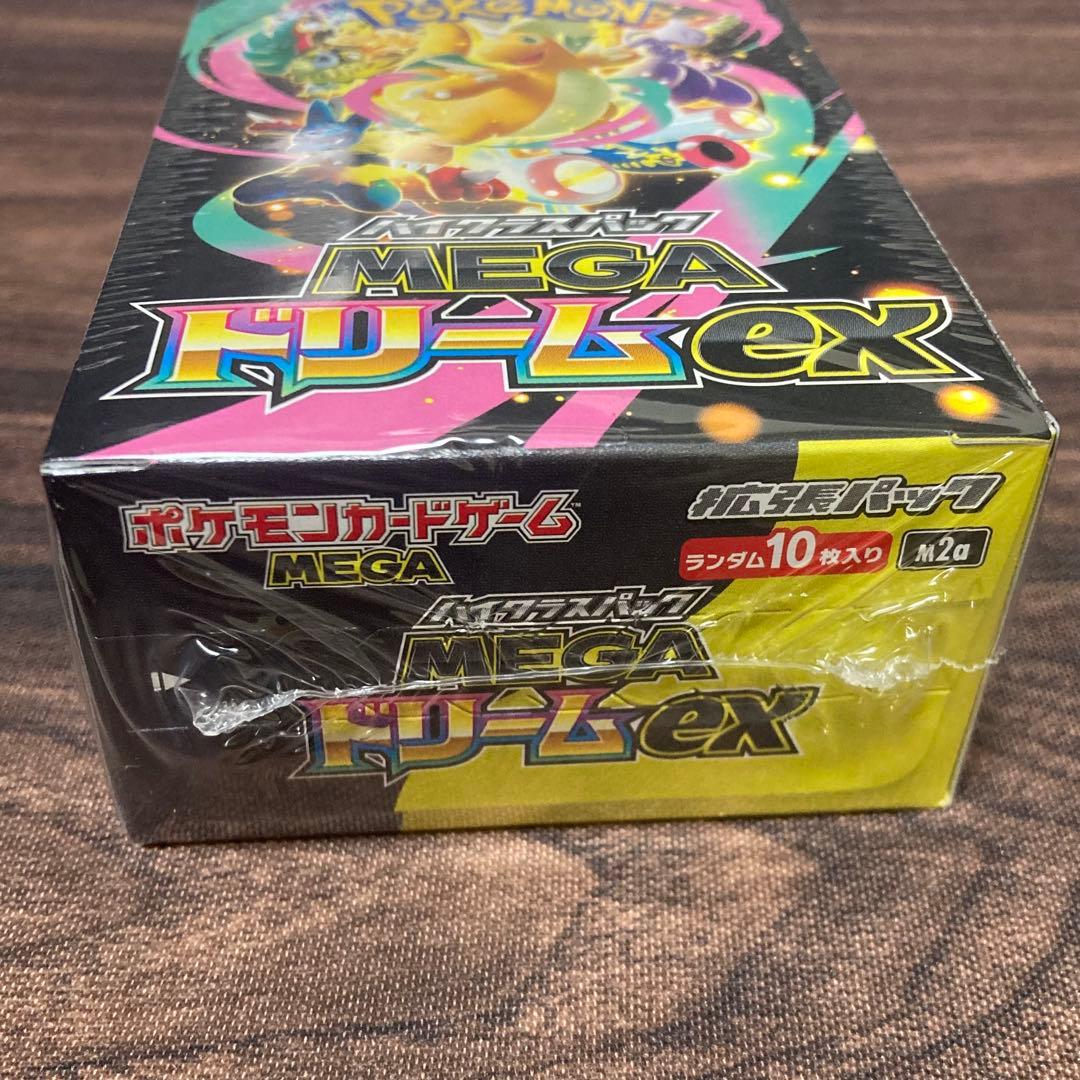 POKÉMON
ハイクラスパック
MEGA
ドリームex
ポケモンカードゲーム™
MEGA
拡張パック
ランダム10枚入り
M2a
ハイクラスパック
MEGA
ドリームex